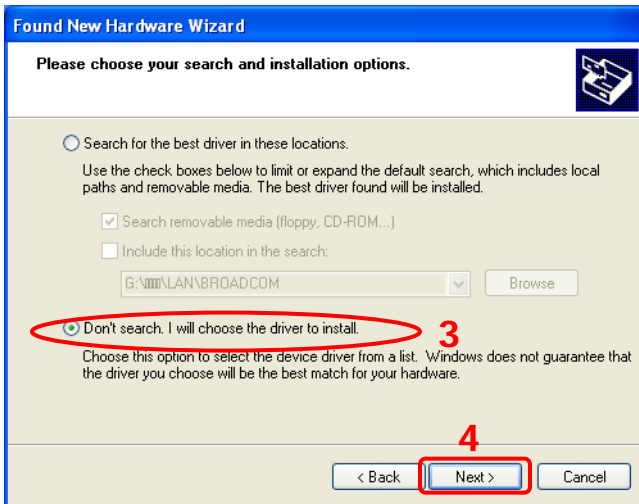 Found New Hardware Wizard
Please choose your search and installation options.
Search for the best driver in these locations.
Use the check boxes below to limit or expand the default search, which includes local
paths and removable media. The best driver found will be installed.
Search removable media (floppy, CD-ROM...)
Include this location in the search:
G:\LAN\BROADCOM
Browse
Don't search. I will choose the driver to install.
3
Choose this option to select the device driver from a list. Windows does not guarantee that
the driver you choose will be the best match for your hardware.
4
< Back
Next >
Cancel